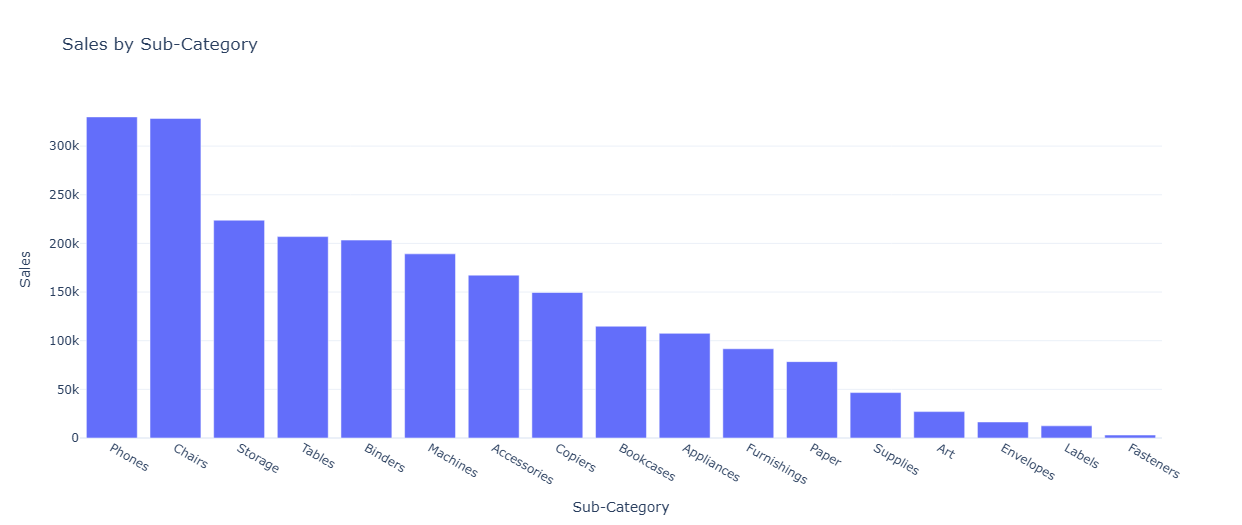 Sales by Sub-Category
300k
250k
200k
150k
100k
50k
0
Sales
Phones
Chairs
Storage
Tables
Binders
Machines
Accessories
Copiers
Bookcases
Appliances
Furnishings
Paper
Supplies
Art
Envelopes
Labels
Fasteners
Sub-Category